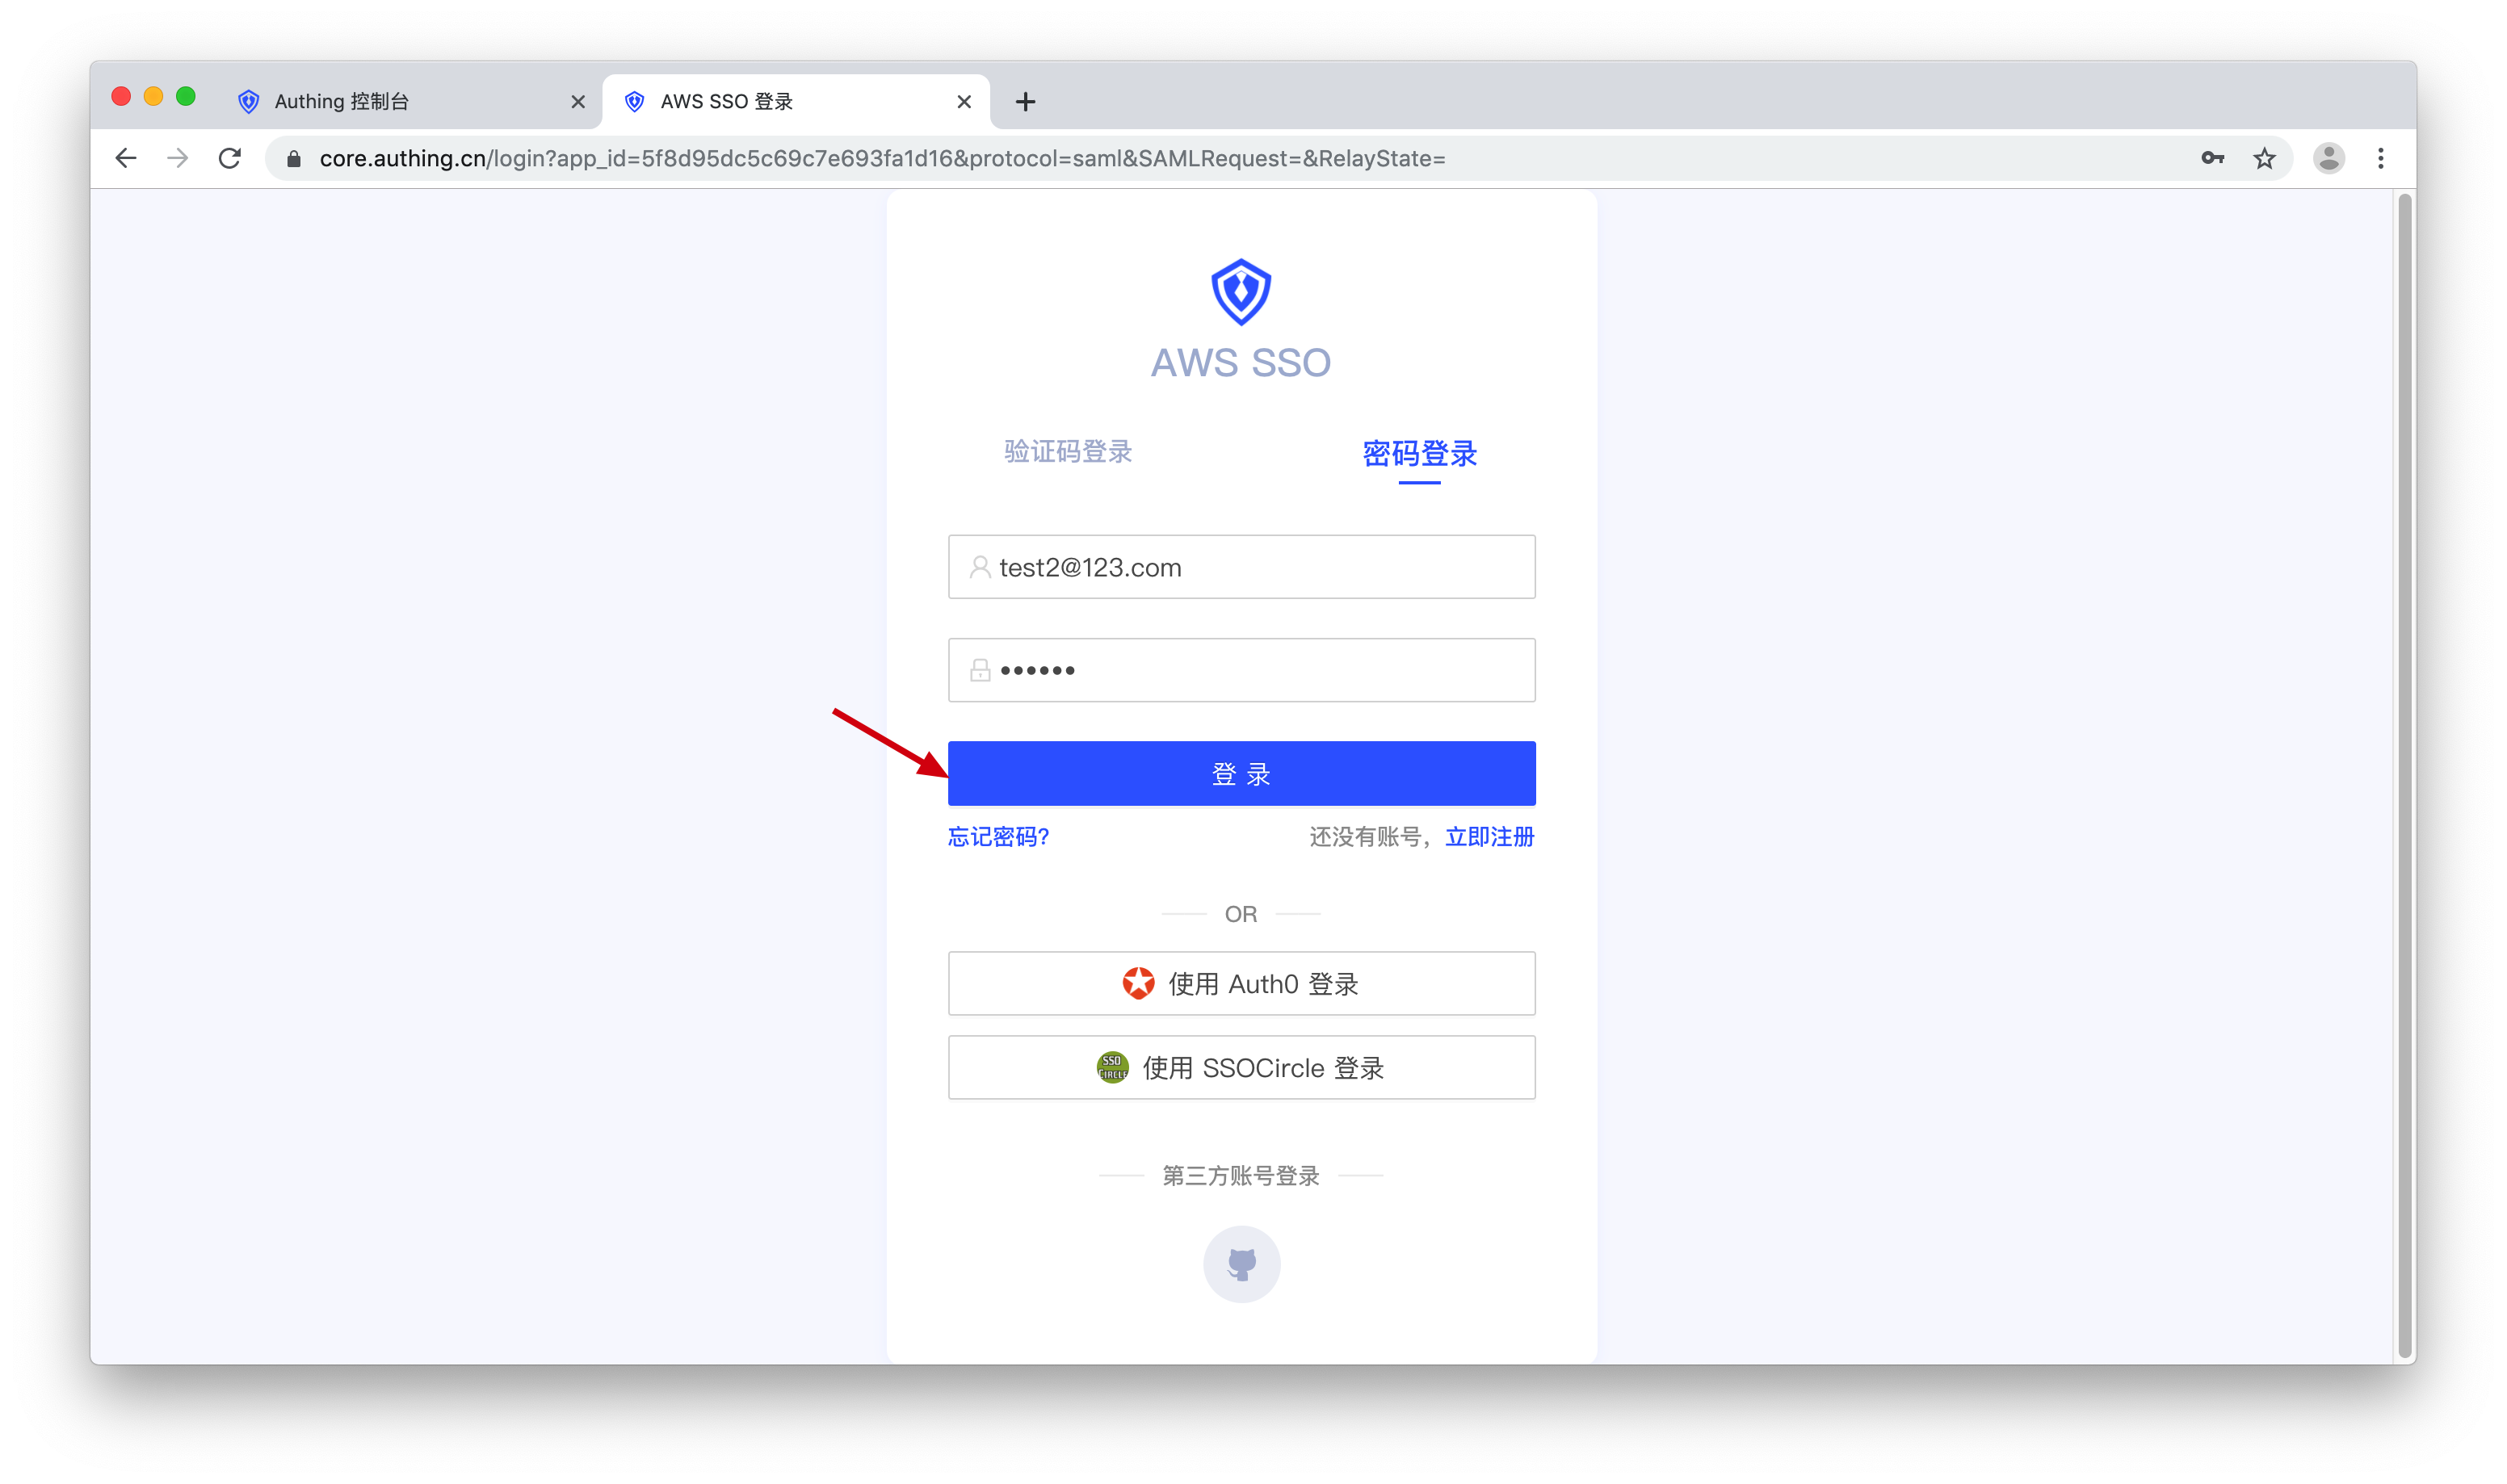 Authing 控制台
AWS SSO 登录
core.authing.cn/login?app_id=5f8d95dc5c69c7e693fa1d16&protocol=saml&SAMLRequest=&RelayState=
AWS SSO
验证码登录 密码登录
test2@123.com
••••••
登 录
忘记密码? 还没有账号，立即注册
OR
使用 Auth0 登录
SSO
CIRCLE
使用 SSOCircle 登录
第三方账号登录